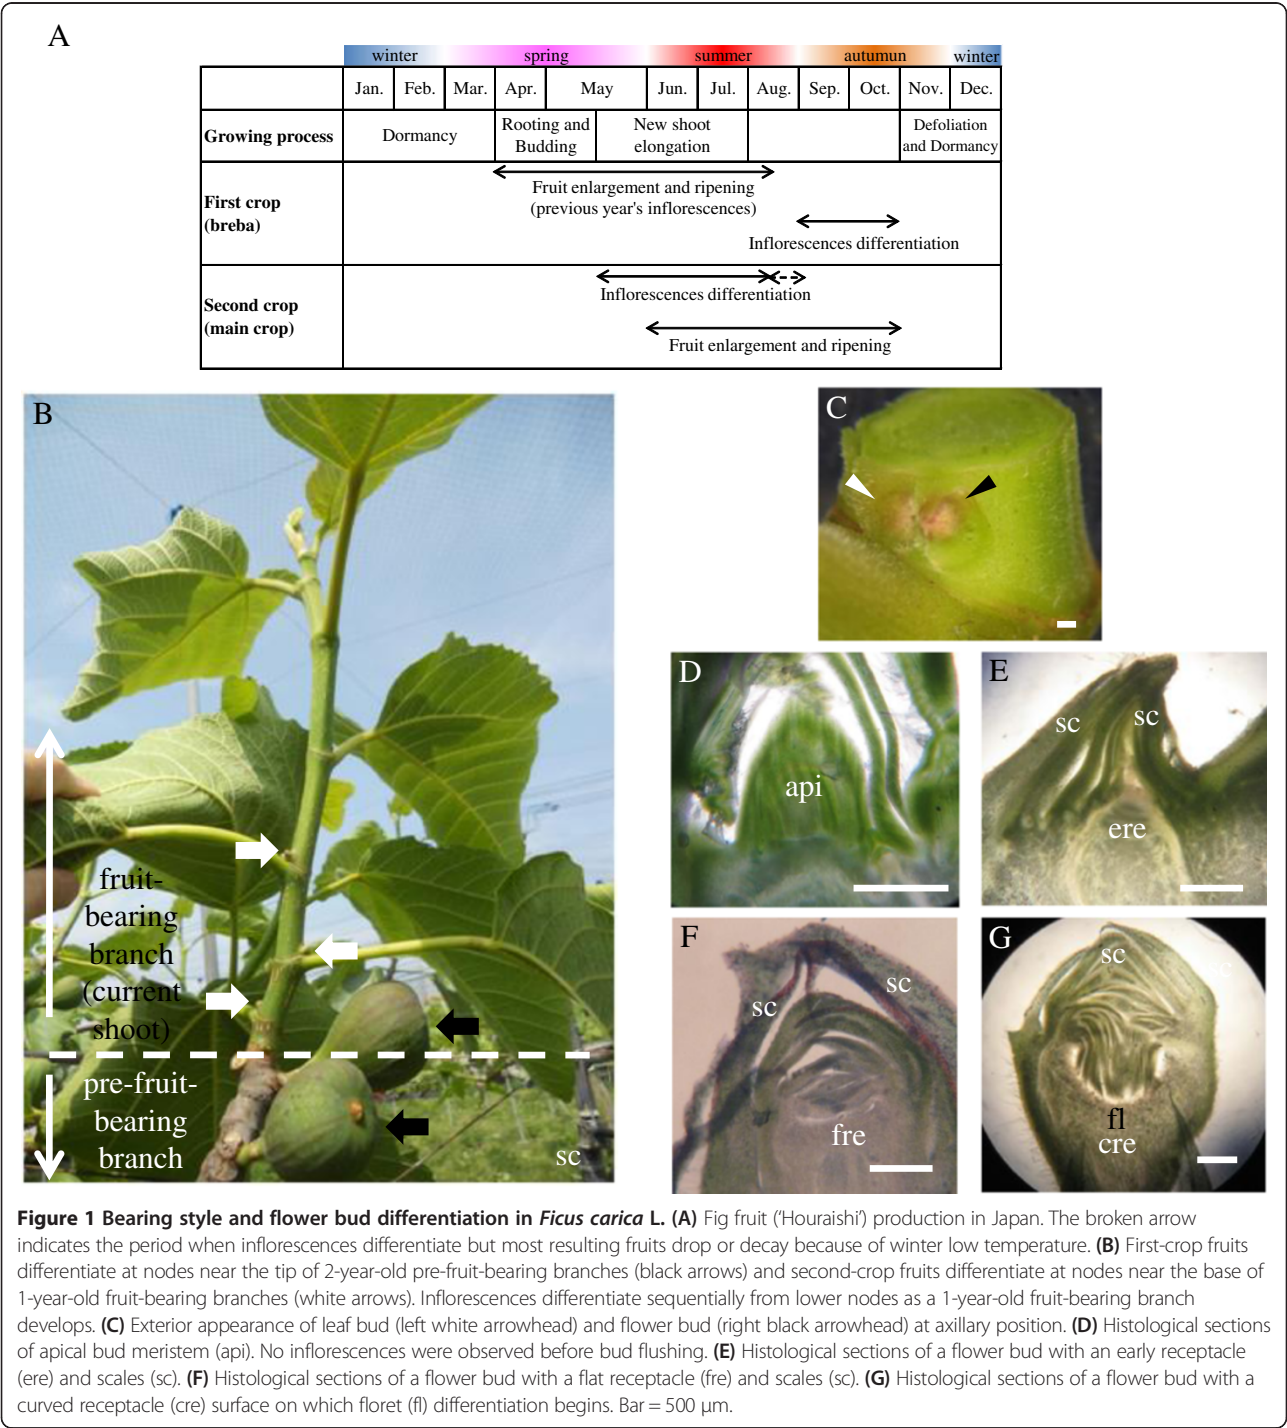 A
winter spring summer autumun winter
Jan. Feb. Mar. Apr. May Jun. Jul. Aug. Sep. Oct. Nov. Dec.
Growing process Dormancy Rooting and Budding New shoot elongation Defoliation and Dormancy
First crop (breba)
Fruit enlargement and ripening
(previous year's inflorescences)
Inflorescences differentiation
Second crop (main crop)
Inflorescences differentiation
Fruit enlargement and ripening
B
fruit-
bearing
branch
(current
shoot)
pre-fruit-
bearing
branch
sc
C
D
api
E
sc sc
ere
F
sc sc
fre
G
sc sc
fl
cre
Figure 1 Bearing style and flower bud differentiation in Ficus carica L. (A) Fig fruit (‘Houraishi’) production in Japan. The broken arrow
indicates the period when inflorescences differentiate but most resulting fruits drop or decay because of winter low temperature. (B) First-crop fruits
differentiate at nodes near the tip of 2-year-old pre-fruit-bearing branches (black arrows) and second-crop fruits differentiate at nodes near the base of
1-year-old fruit-bearing branches (white arrows). Inflorescences differentiate sequentially from lower nodes as a 1-year-old fruit-bearing branch
develops. (C) Exterior appearance of leaf bud (left white arrowhead) and flower bud (right black arrowhead) at axillary position. (D) Histological sections
of apical bud meristem (api). No inflorescences were observed before bud flushing. (E) Histological sections of a flower bud with an early receptacle
(ere) and scales (sc). (F) Histological sections of a flower bud with a flat receptacle (fre) and scales (sc). (G) Histological sections of a flower bud with a
curved receptacle (cre) surface on which floret (fl) differentiation begins. Bar = 500 μm.